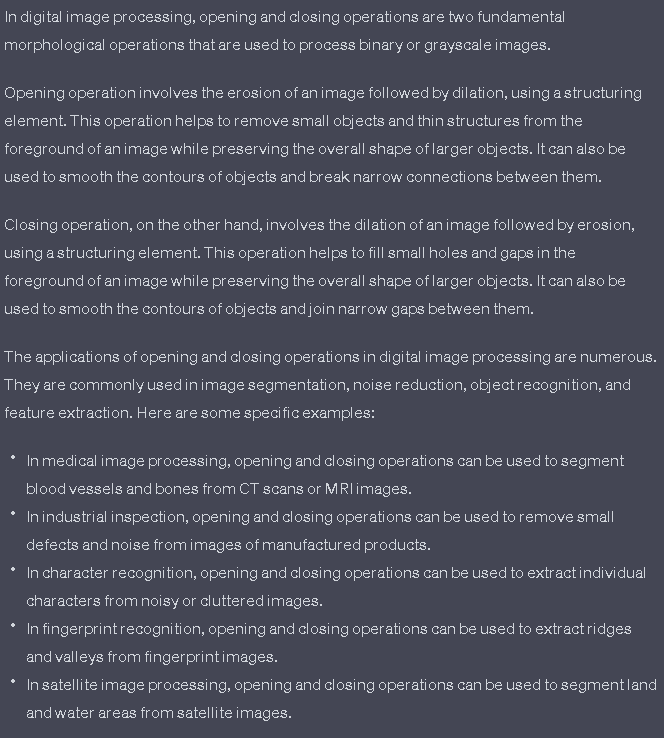 In digital image processing, opening and closing operations are two fundamental
morphological operations that are used to process binary or grayscale images.
Opening operation involves the erosion of an image followed by dilation, using a structuring
element. This operation helps to remove small objects and thin structures from the
foreground of an image while preserving the overall shape of larger objects. It can also be
used to smooth the contours of objects and break narrow connections between them.
Closing operation, on the other hand, involves the dilation of an image followed by erosion,
using a structuring element. This operation helps to fill small holes and gaps in the
foreground of an image while preserving the overall shape of larger objects. It can also be
used to smooth the contours of objects and join narrow gaps between them.
The applications of opening and closing operations in digital image processing are numerous.
They are commonly used in image segmentation, noise reduction, object recognition, and
feature extraction. Here are some specific examples:
• In medical image processing, opening and closing operations can be used to segment
blood vessels and bones from CT scans or MRI images.
• In industrial inspection, opening and closing operations can be used to remove small
defects and noise from images of manufactured products.
• In character recognition, opening and closing operations can be used to extract individual
characters from noisy or cluttered images.
• In fingerprint recognition, opening and closing operations can be used to extract ridges
and valleys from fingerprint images.
• In satellite image processing, opening and closing operations can be used to segment land
and water areas from satellite images.